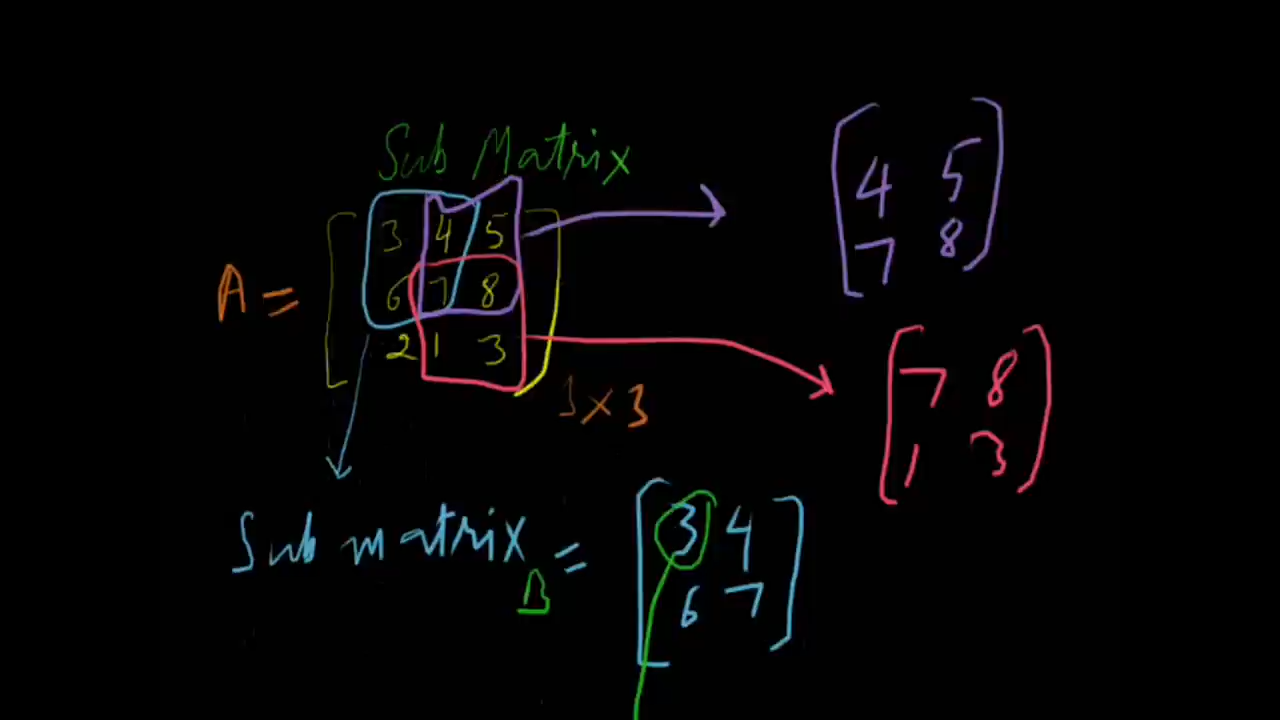 Sub Matrix
A =
3 4 5
6 7 8
2 1 3
3 × 3
4 5
7 8
7 8
1 3
Sub matrix B =
3 4
6 7